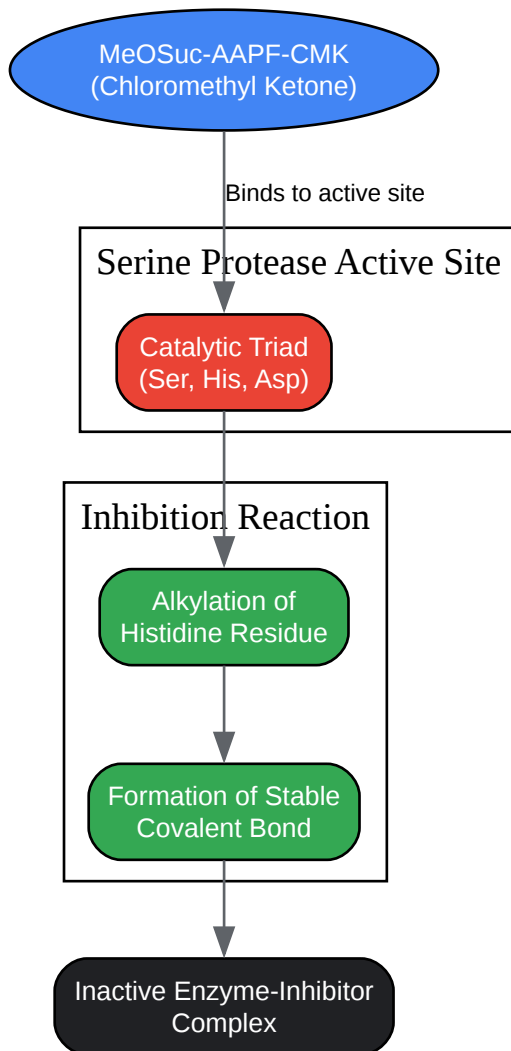 MeOSuc-AAPF-CMK
(Chloromethyl Ketone)
Binds to active site
Serine Protease Active Site
Catalytic Triad
(Ser, His, Asp)
Inhibition Reaction
Alkylation of
Histidine Residue
Formation of Stable
Covalent Bond
Inactive Enzyme-Inhibitor
Complex